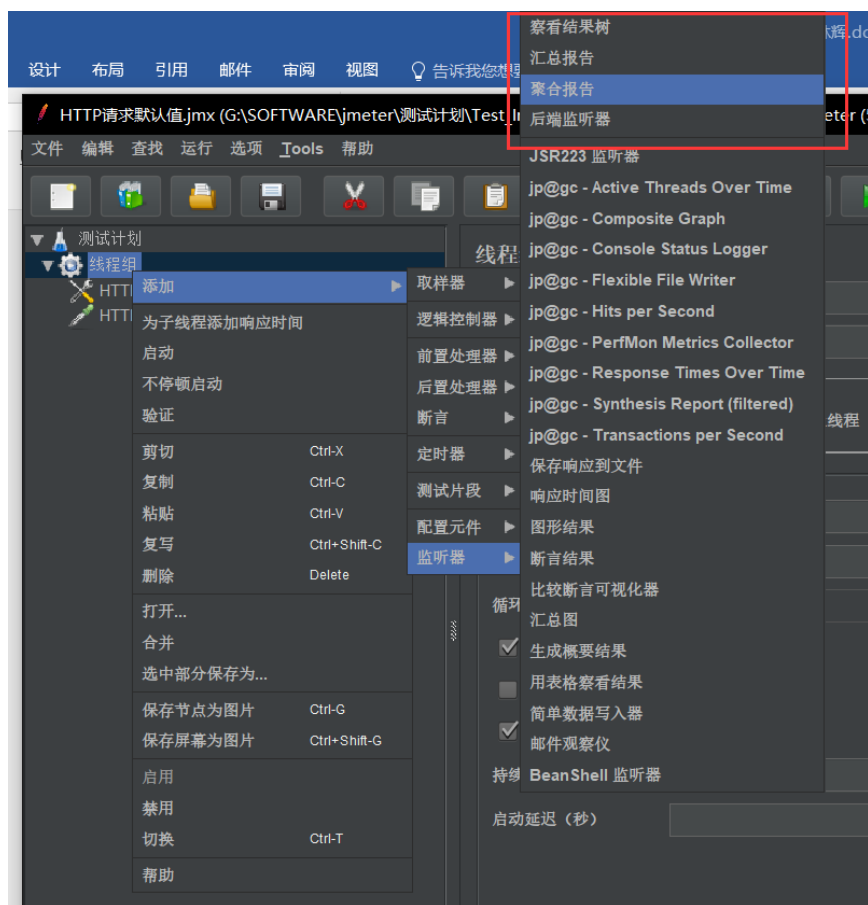 设计 布局 引用 邮件 审阅 视图 告诉我您想
HTTP请求默认值.jmx (G:\SOFTWARE\jmeter\测试计划\Test_
文件 编辑 查找 运行 选项 Tools 帮助
测试计划
线程组
HTT
HTT
添加
为子线程添加响应时间
启动
不停顿启动
验证
剪切 Ctrl-X
复制 Ctrl-C
粘贴 Ctrl-V
复写 Ctrl+Shift-C
删除 Delete
打开...
合并
选中部分保存为...
保存节点为图片 Ctrl-G
保存屏幕为图片 Ctrl+Shift-G
启用
禁用
切换 Ctrl-T
帮助
取样器
逻辑控制器
前置处理器
后置处理器
断言
定时器
测试片段
配置元件
监听器
察看结果树
汇总报告
聚合报告
后端监听器
JSR223 监听器
jp@gc - Active Threads Over Time
jp@gc - Composite Graph
jp@gc - Console Status Logger
jp@gc - Flexible File Writer
jp@gc - Hits per Second
jp@gc - PerfMon Metrics Collector
jp@gc - Response Times Over Time
jp@gc - Synthesis Report (filtered)
jp@gc - Transactions per Second
保存响应到文件
响应时间图
图形结果
断言结果
比较断言可视化器
汇总图
生成概要结果
用表格察看结果
简单数据写入器
邮件观察仪
BeanShell 监听器
线程
线程
循环
持续
启动延迟（秒）